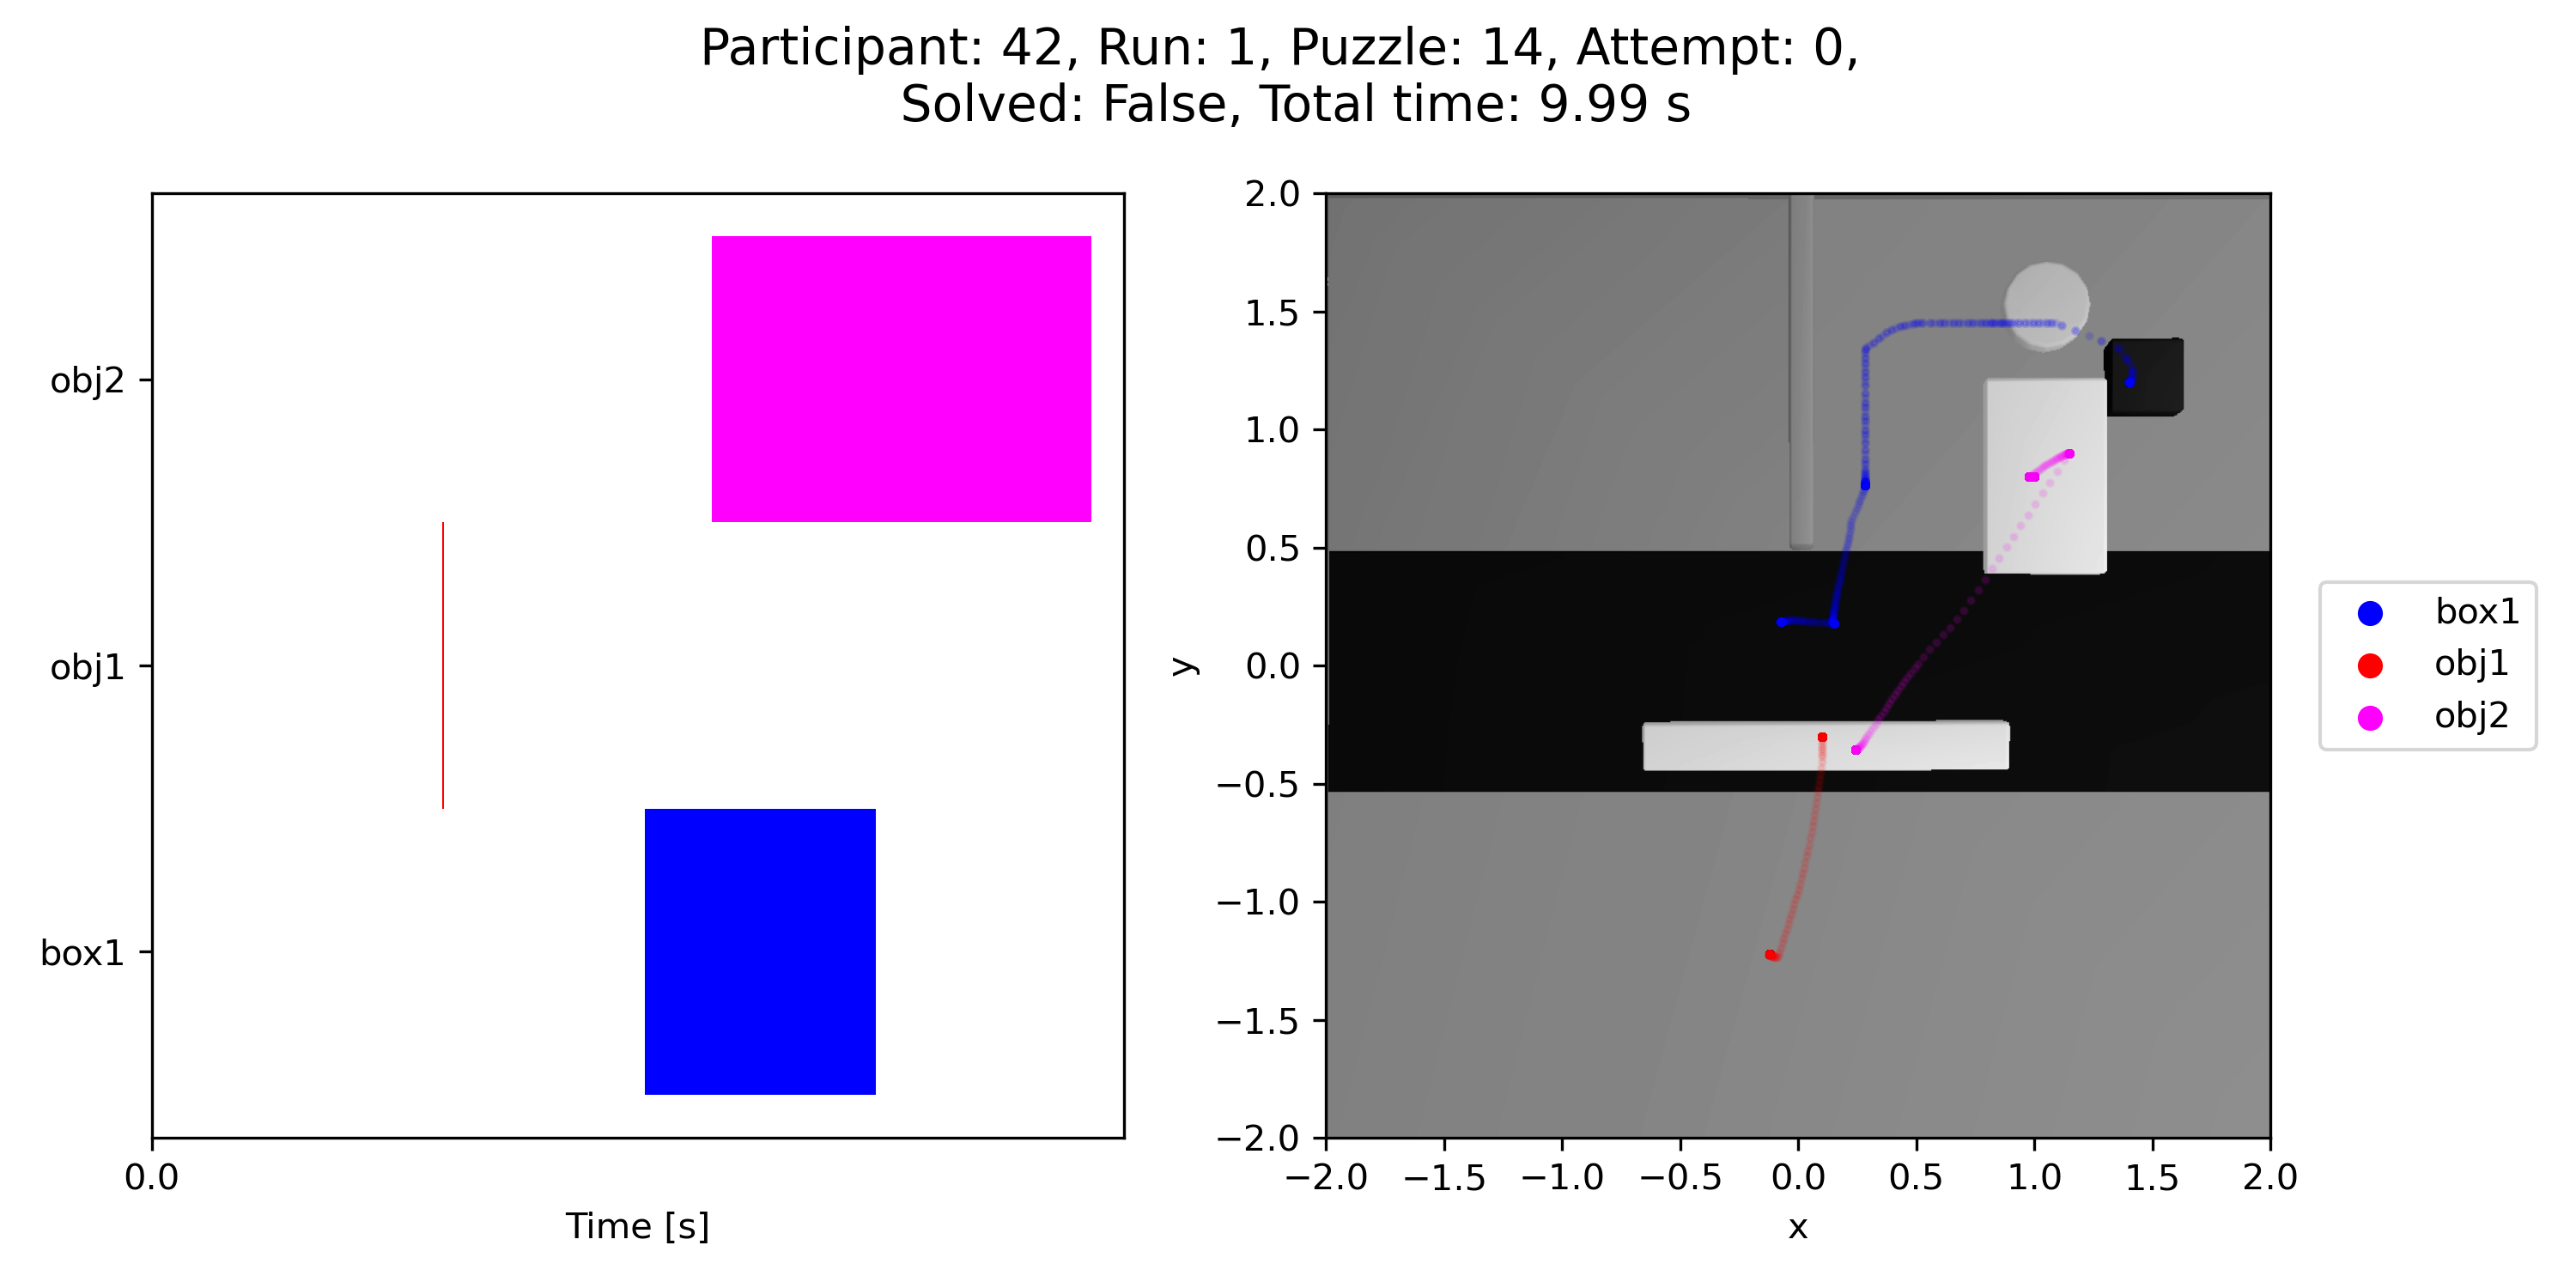 Participant: 42, Run: 1, Puzzle: 14, Attempt: 0,
Solved: False, Total time: 9.99 s
obj2
obj1
box1
0.0
Time [s]
2.0
1.5
1.0
0.5
0.0
−0.5
−1.0
−1.5
−2.0
y
−2.0 −1.5 −1.0 −0.5 0.0 0.5 1.0 1.5 2.0
x
box1
obj1
obj2